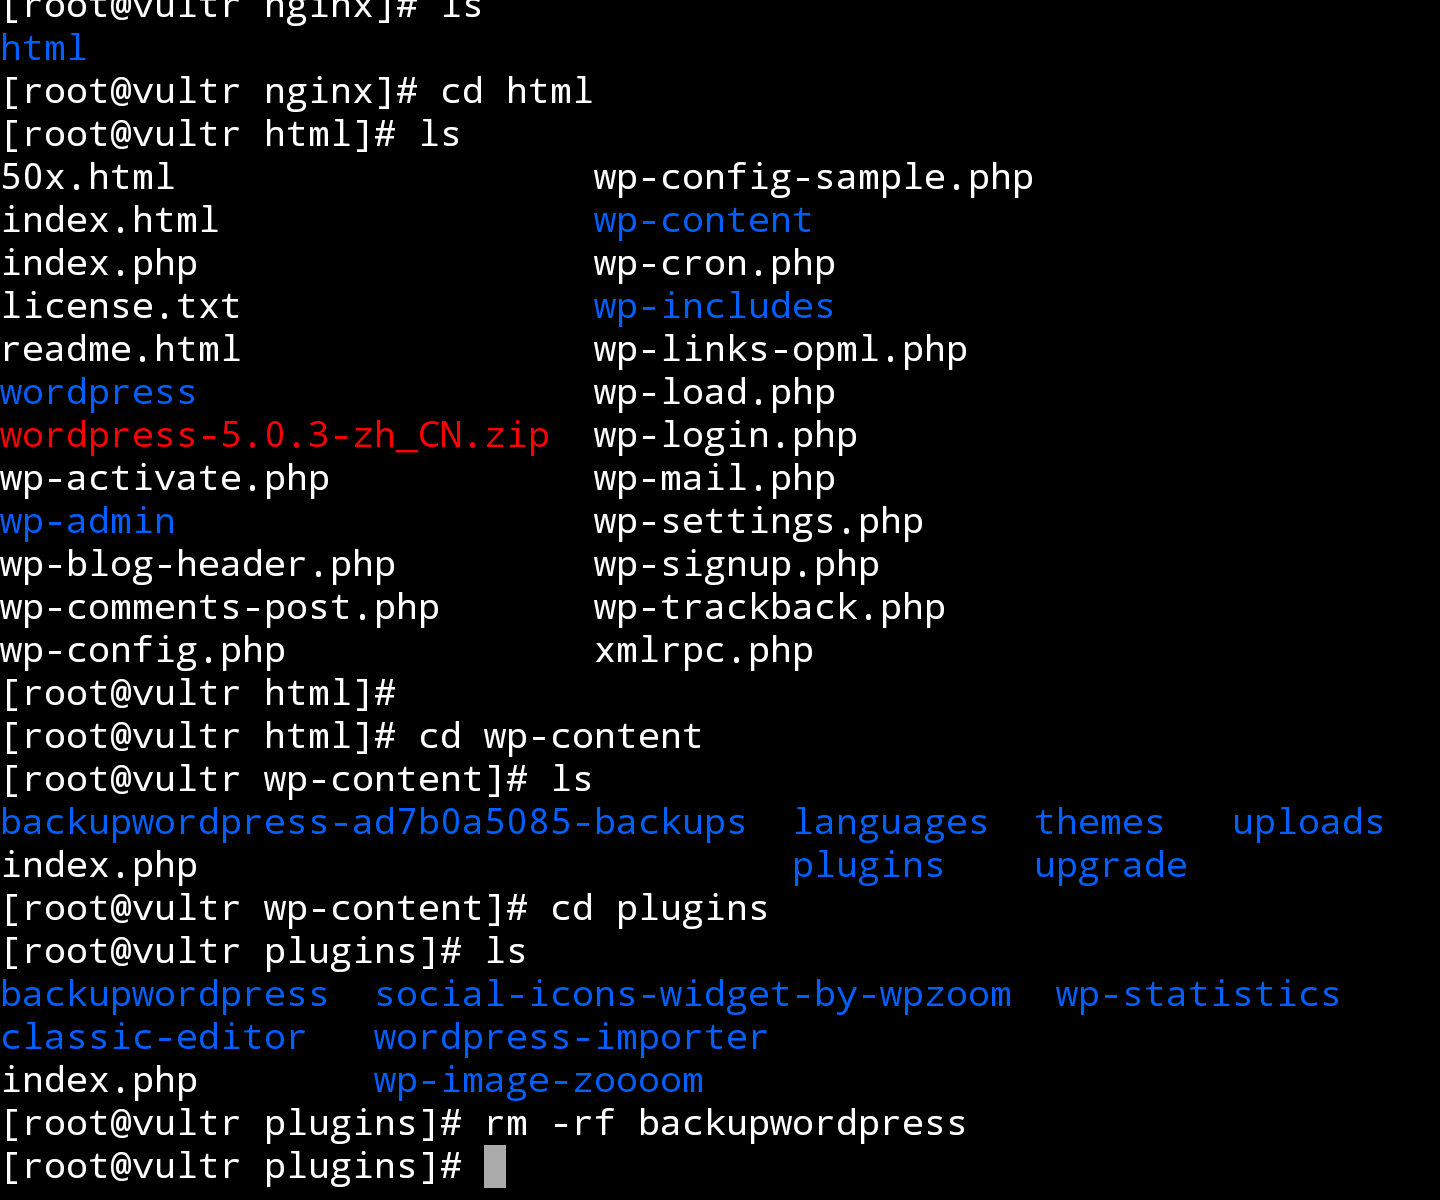 [root@vultr nginx]# ls
html
[root@vultr nginx]# cd html
[root@vultr html]# ls
50x.html wp-config-sample.php
index.html wp-content
index.php wp-cron.php
license.txt wp-includes
readme.html wp-links-opml.php
wordpress wp-load.php
wordpress-5.0.3-zh_CN.zip wp-login.php
wp-activate.php wp-mail.php
wp-admin wp-settings.php
wp-blog-header.php wp-signup.php
wp-comments-post.php wp-trackback.php
wp-config.php xmlrpc.php
[root@vultr html]#
[root@vultr html]# cd wp-content
[root@vultr wp-content]# ls
backupwordpress-ad7b0a5085-backups languages themes uploads
index.php plugins upgrade
[root@vultr wp-content]# cd plugins
[root@vultr plugins]# ls
backupwordpress social-icons-widget-by-wpzoom wp-statistics
classic-editor wordpress-importer
index.php wp-image-zoooom
[root@vultr plugins]# rm -rf backupwordpress
[root@vultr plugins]#